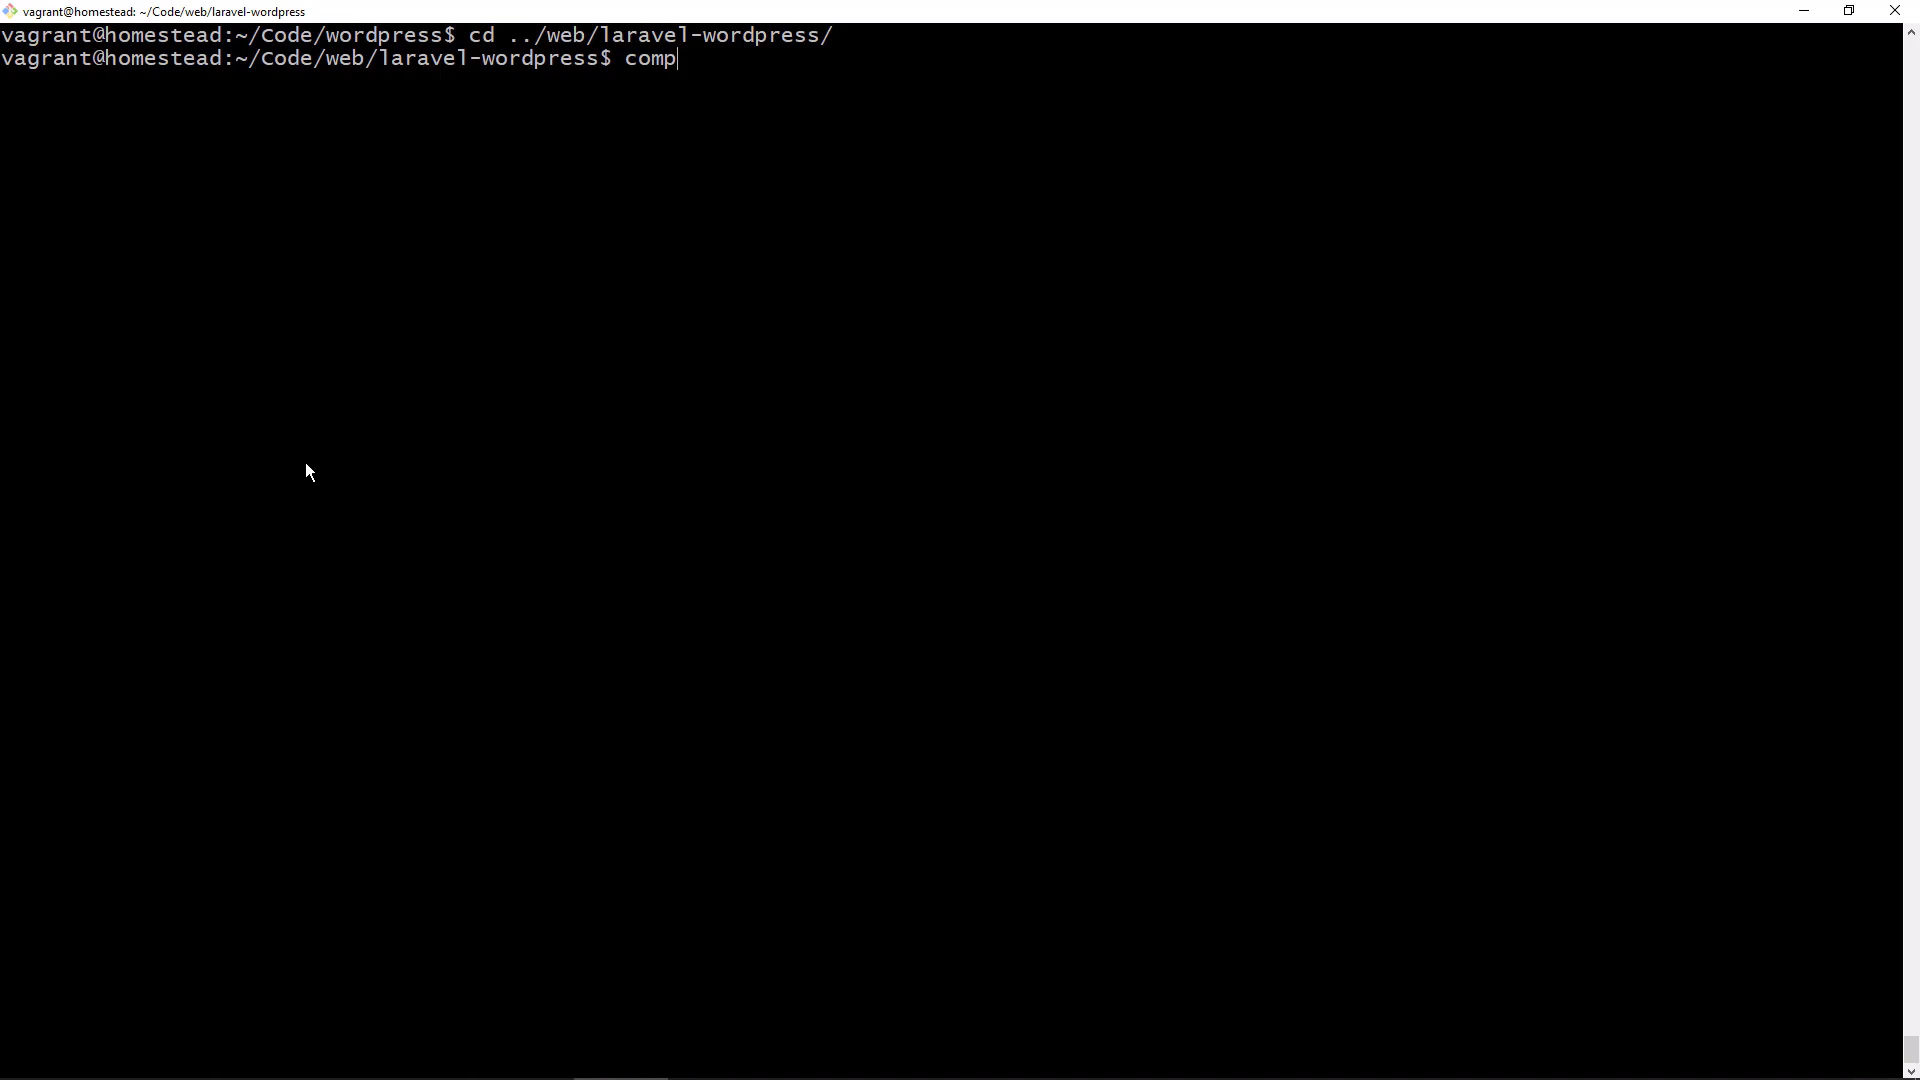 vagrant@homestead: ~/Code/web/laravel-wordpress
vagrant@homestead:~/Code/wordpress$ cd ../web/laravel-wordpress/
vagrant@homestead:~/Code/web/laravel-wordpress$ comp